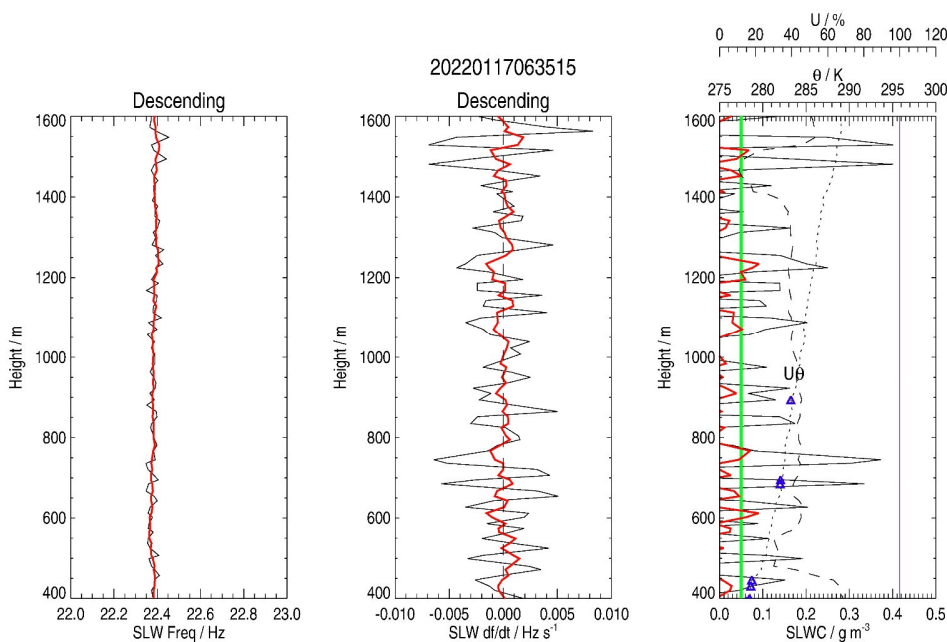 U / %
0 20 40 60 80 100 120
20220117063515
θ / K
Descending
Descending
275 278 282 285 288 292 295 300
1600
1400
1200
1000
800
600
400
Height / m
22.0 22.2 22.4 22.6 22.8 23.0
SLW Freq / Hz
1600
1400
1200
1000
800
600
400
Height / m
-0.010 -0.005 0.000 0.005 0.010
SLW df/dt / Hz s⁻¹
1600
1400
1200
1000
800
600
400
Height / m
Uθ
0.0 0.1 0.2 0.3 0.4 0.5
SLWC / g m⁻³